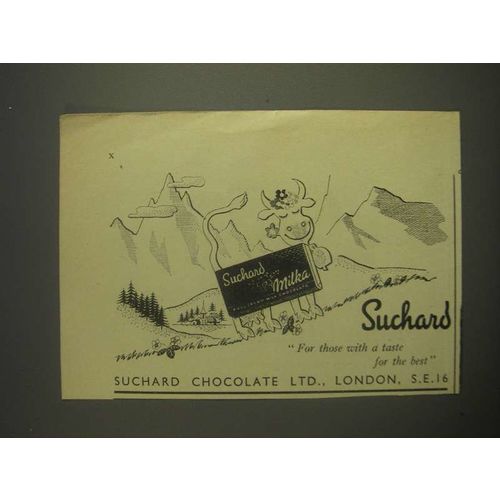 x
Suchard
Milka
Suchard
"For those with a taste
for the best"
SUCHARD CHOCOLATE LTD., LONDON, S.E.16